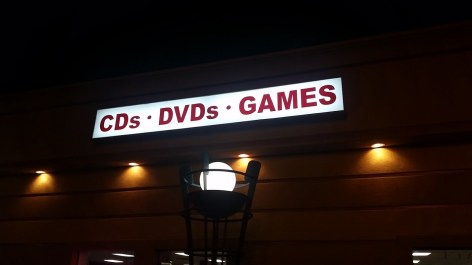 CDs · DVDs · GAMES